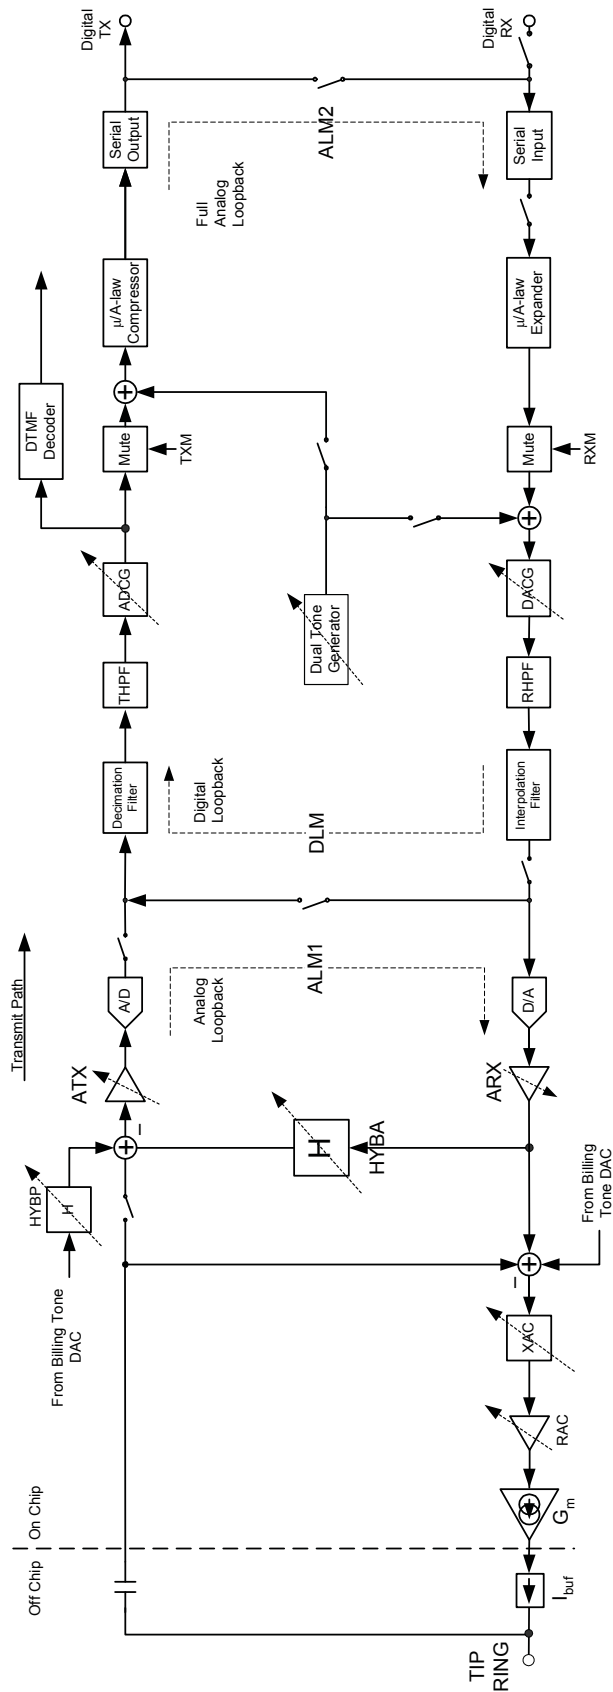 Off Chip
On Chip
TIP
RING
Transmit Path
From Billing Tone
DAC
HYBP
H
–
ATX
A/D
Decimation
Filter
THPF
ADCG
DTMF
Decoder
Mute
TXM
+
μ/A-law
Compressor
Serial
Output
Digital
TX
+
H
HYBA
Analog
Loopback
ALM1
Digital
Loopback
DLM
Dual Tone
Generator
Full
Analog
Loopback
ALM2
I buf
G m
RAC
XAC
–
+
From Billing
Tone DAC
ARX
D/A
Interpolation
Filter
RHPF
DACG
+
Mute
RXM
μ/A-law
Expander
Serial
Input
Digital
RX